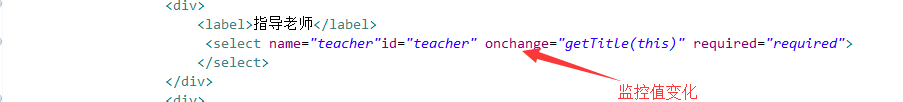 <div>
<label>指导老师</label>
<select name="teacher"id="teacher" onchange="getTitle(this)" required="required">
</select>
监控值变化
</div>
<div>